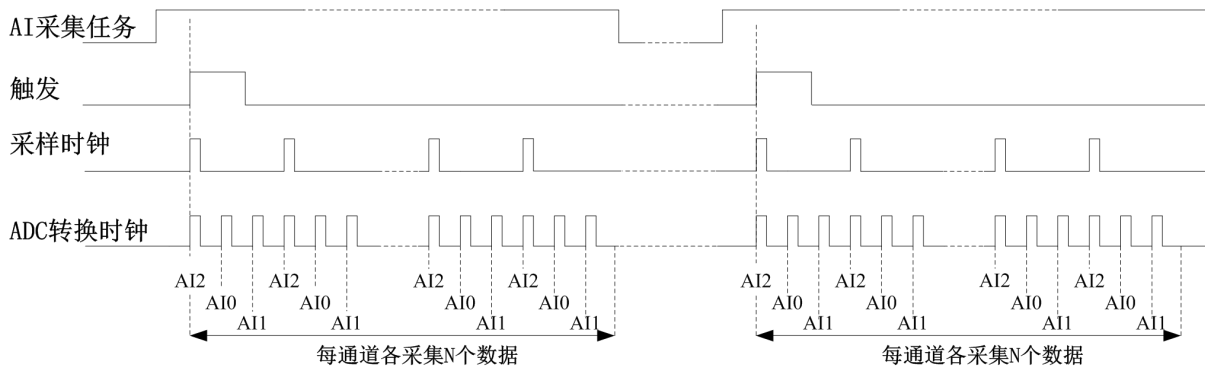 AI采集任务
触发
采样时钟
ADC转换时钟
AI2 AI2 AI2 AI2 AI2 AI2 AI2 AI2
AI0 AI0 AI0 AI0 AI0 AI0 AI0 AI0
AI1 AI1 AI1 AI1 AI1 AI1 AI1 AI1
每通道各采集N个数据 每通道各采集N个数据